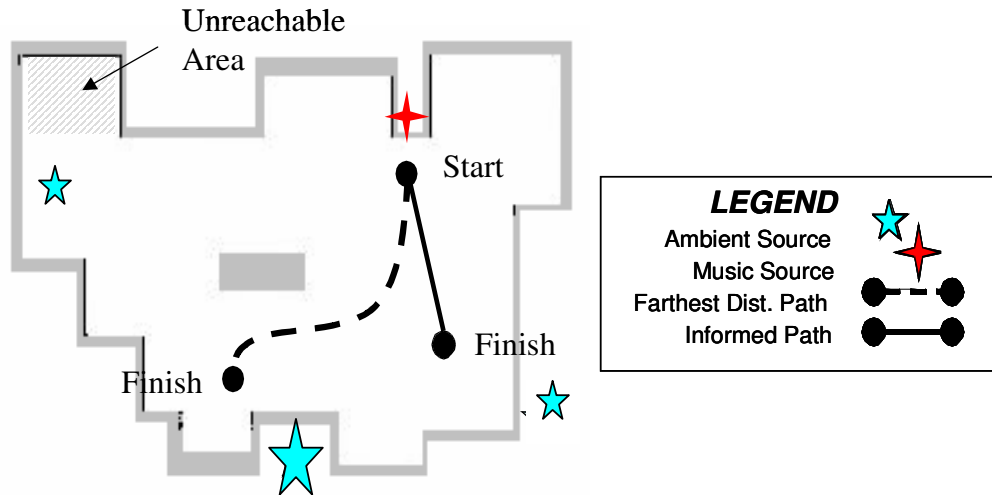 Unreachable
Area
Start
Finish
Finish
LEGEND
Ambient Source
Music Source
Farthest Dist. Path
Informed Path